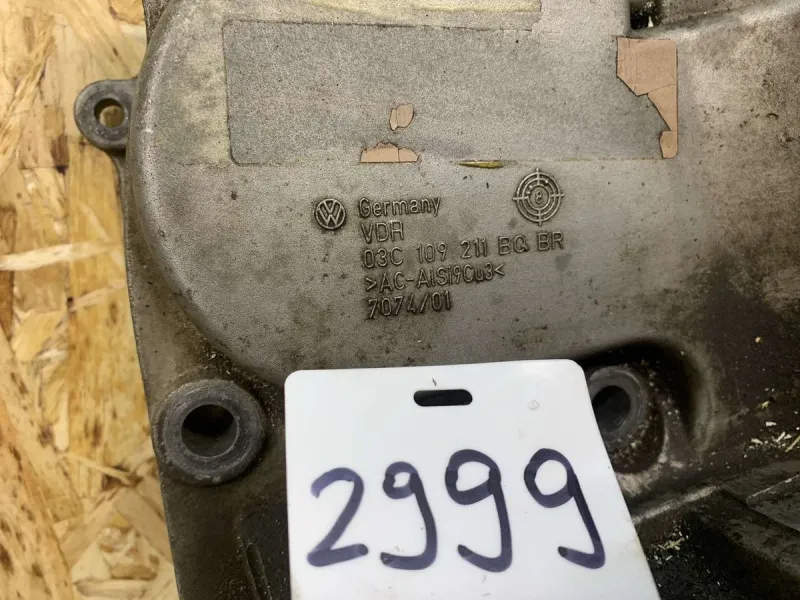 Germany
VDR
03C 109 211 BQ BR
>AC-AlSi9Cu3<
7074/01
2999